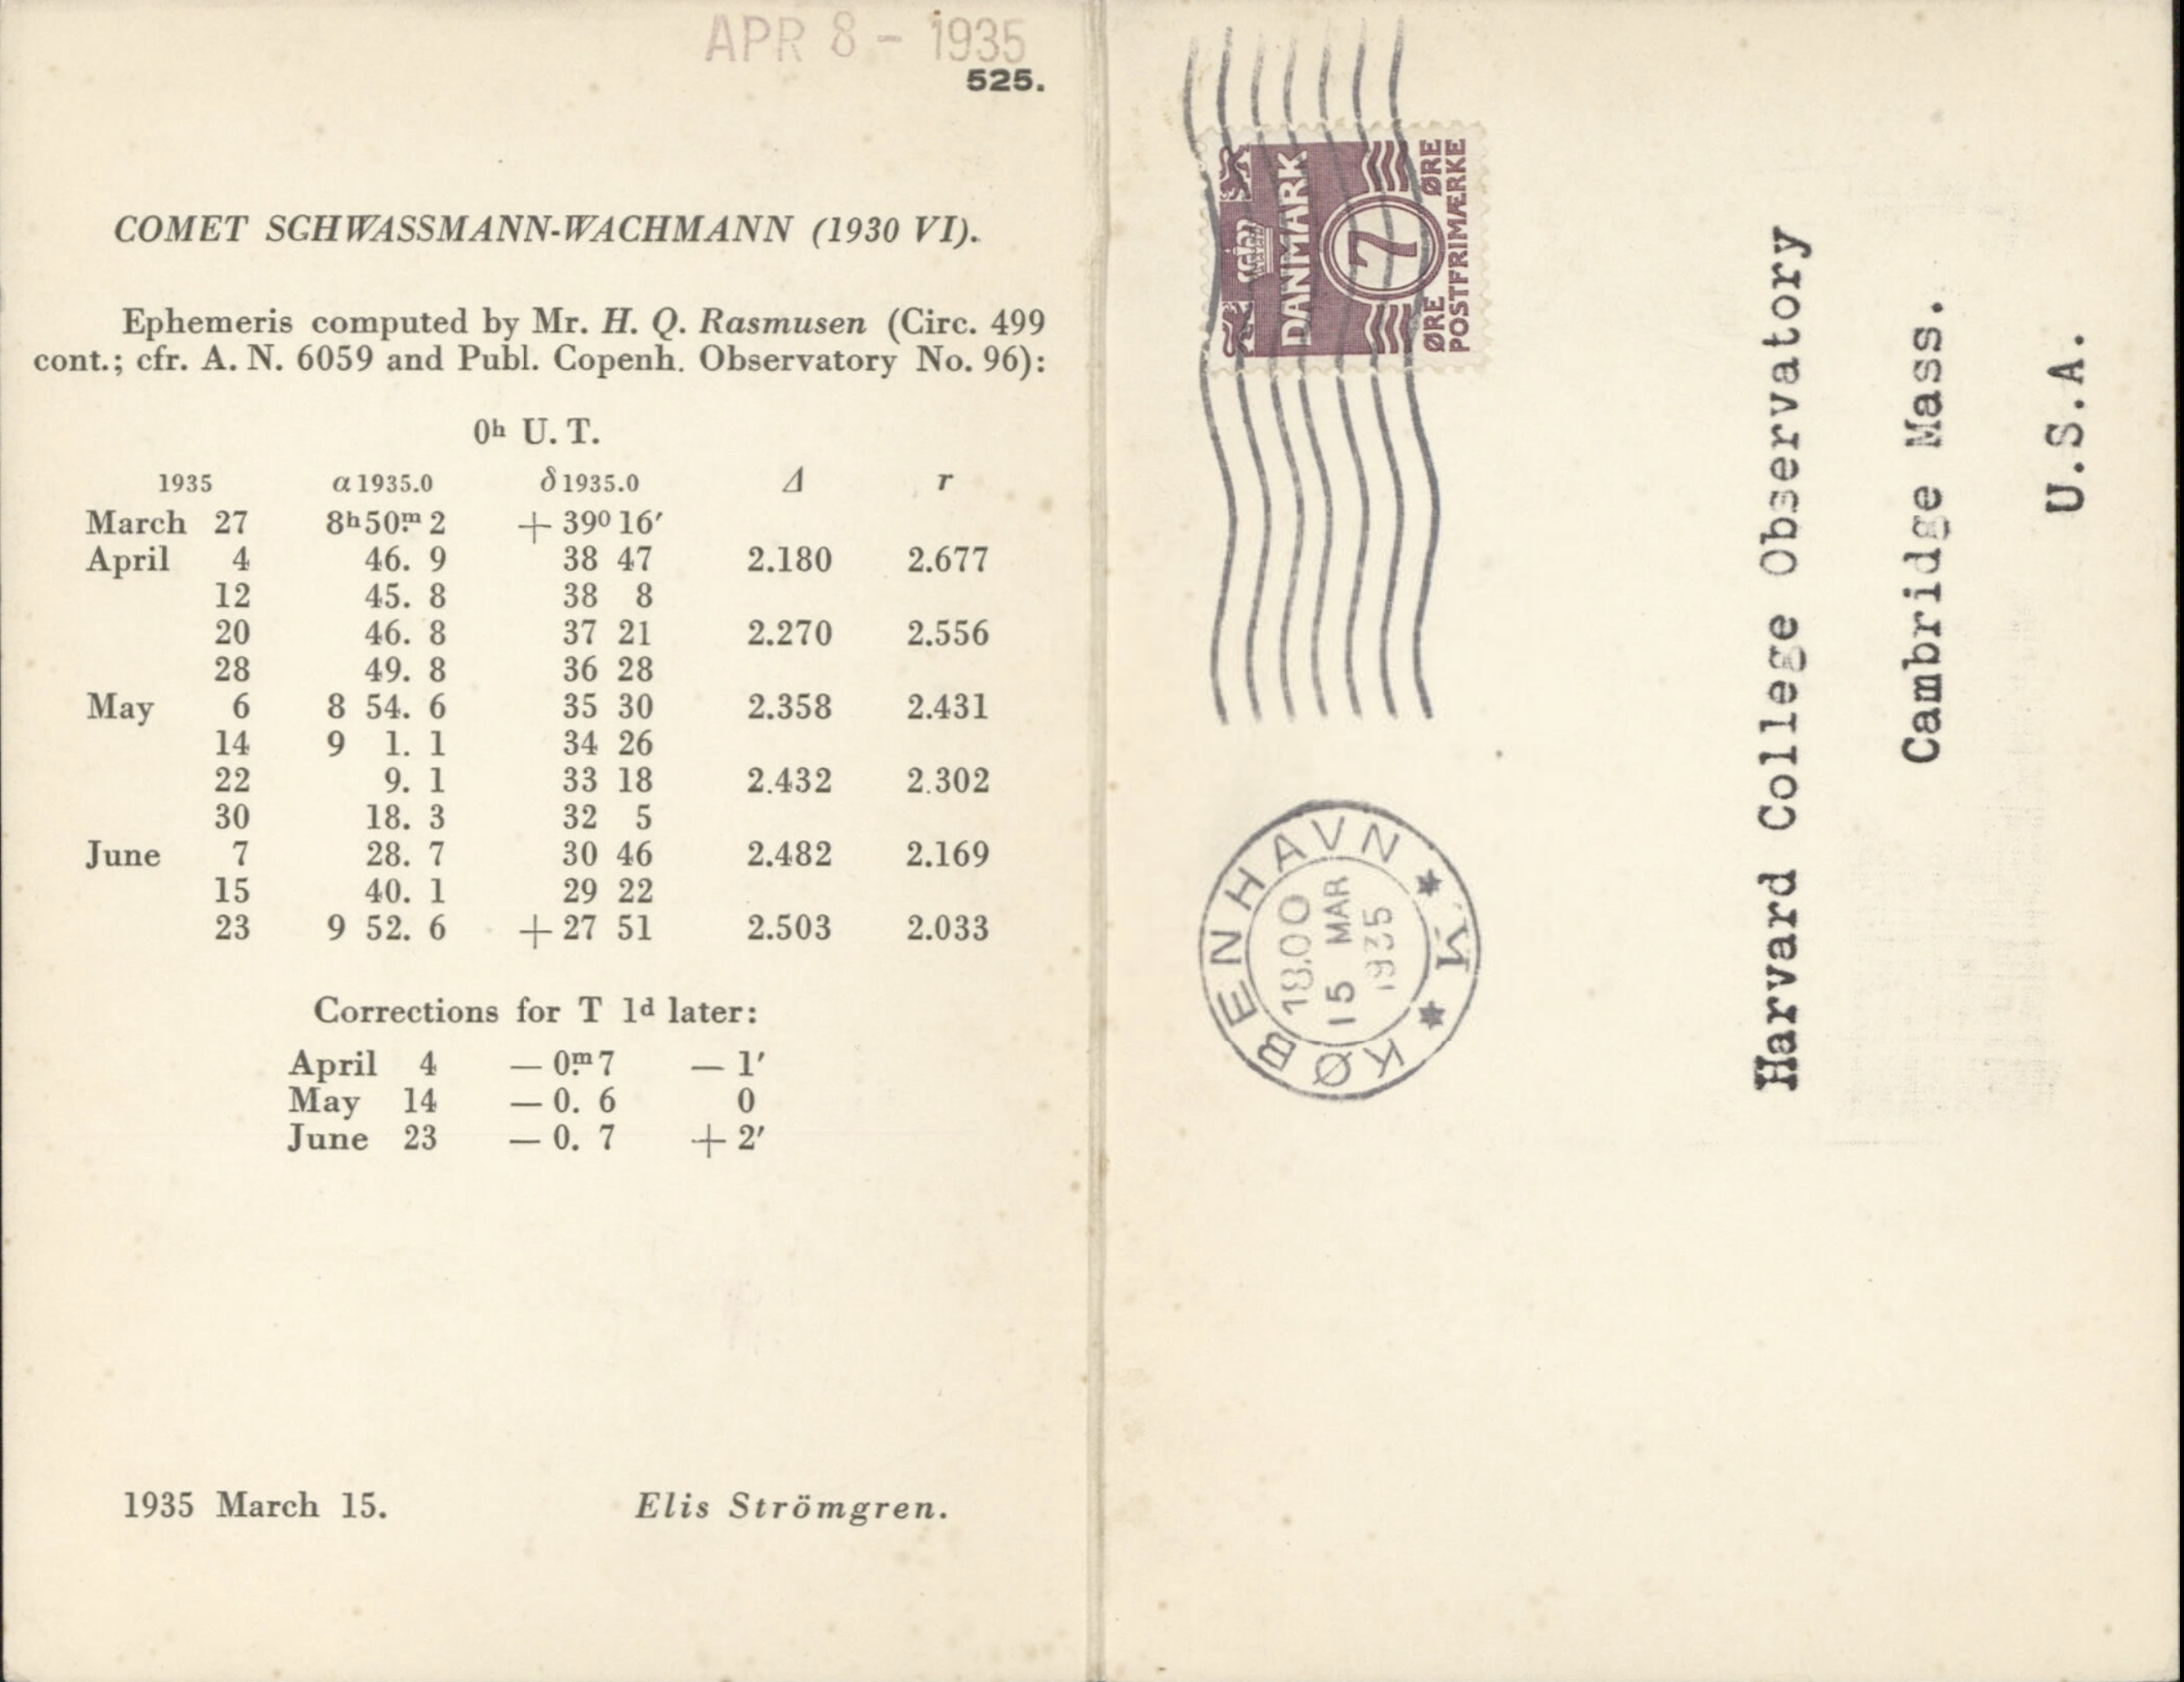 APR 8 - 1935
525.
COMET SCHWASSMANN-WACHMANN (1930 VI).
Ephemeris computed by Mr. H. Q. Rasmusen (Circ. 499
cont.; cfr. A. N. 6059 and Publ. Copenh. Observatory No. 96):
0h U. T.
1935 α 1935.0 δ 1935.0 Δ r
March 27 8h 50m. 2 + 39° 16′
April 4 46. 9 38 47 2.180 2.677
12 45. 8 38 8
20 46. 8 37 21 2.270 2.556
28 49. 8 36 28
May 6 8 54. 6 35 30 2.358 2.431
14 9 1. 1 34 26
22 9. 1 33 18 2.432 2.302
30 18. 3 32 5
June 7 28. 7 30 46 2.482 2.169
15 40. 1 29 22
23 9 52. 6 + 27 51 2.503 2.033
Corrections for T 1d later:
April 4 — 0m. 7 — 1′
May 14 — 0. 6 0
June 23 — 0. 7 + 2′
1935 March 15. Elis Strömgren.
DANMARK
7
ØRE ØRE
POSTFRIMÆRKE
KØBENHAVN
18.00
15 MAR
1935
Harvard College Observatory
Cambridge Mass.
U.S.A.